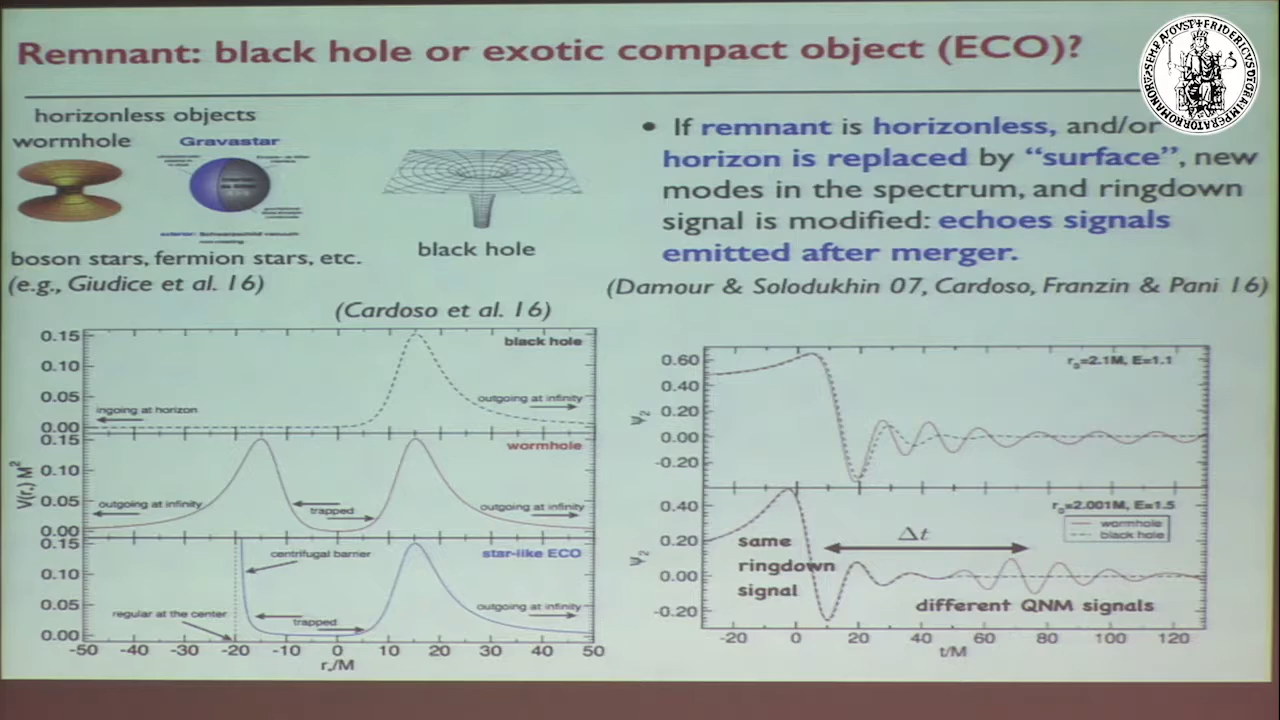 Remnant: black hole or exotic compact object (ECO)?
horizonless objects
wormhole
Gravastar
black hole
boson stars, fermion stars, etc.
(e.g., Giudice et al. 16)
(Cardoso et al. 16)
• If remnant is horizonless, and/or
horizon is replaced by “surface”, new
modes in the spectrum, and ringdown
signal is modified: echoes signals
emitted after merger.
(Damour & Solodukhin 07, Cardoso, Franzin & Pani 16)
V(r*) M²
0.15
0.10
0.05
0.00
black hole
ingoing at horizon
outgoing at infinity
0.15
0.10
0.05
0.00
wormhole
outgoing at infinity
trapped
outgoing at infinity
0.15
0.10
0.05
0.00
centrifugal barrier
star-like ECO
regular at the center
trapped
outgoing at infinity
-50 -40 -30 -20 -10 0 10 20 30 40 50
r*/M
ψ2
0.60
0.40
0.20
0.00
-0.20
r0=2.1M, E=1.1
ψ2
0.40
0.20
0.00
-0.20
r0=2.001M, E=1.5
wormhole
black hole
Δt
same
ringdown
signal
different QNM signals
-20 0 20 40 60 80 100 120
t/M